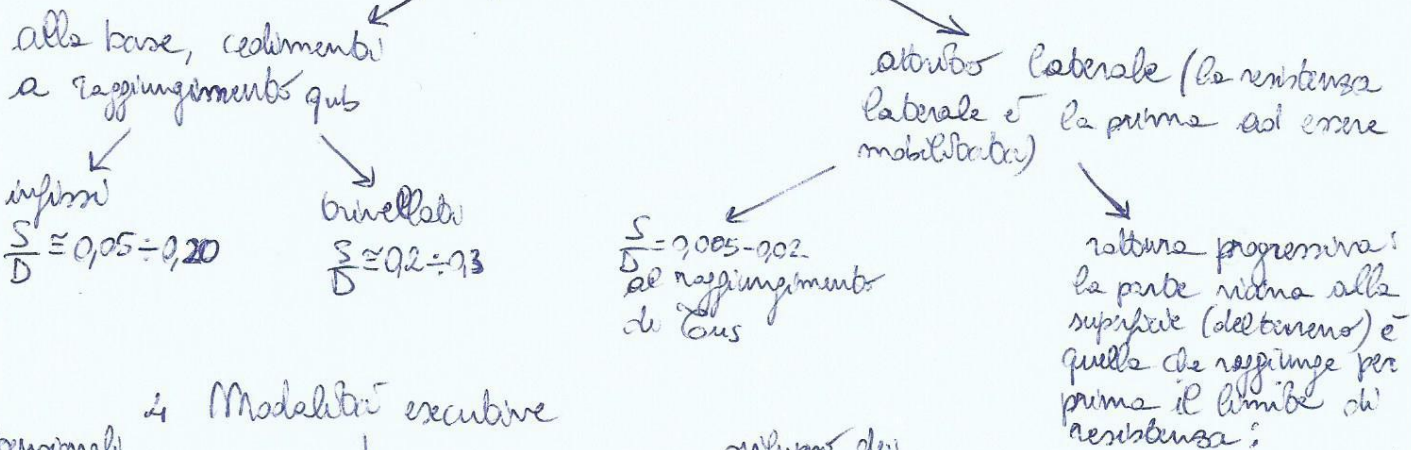 alla base, cedimenti
a raggiungimento qub
infissi
S/D ≅ 0,05 ÷ 0,20
trivellati
S/D ≅ 0,2 ÷ 0,3
attrito laterale (la resistenza
laterale è la prima ad essere
mobilitata)
S/D = 0,005 - 0,02
al raggiungimento
di τus
rottura progressiva:
la parte vicina alla
superficie (del terreno) è
quella che raggiunge per
prima il limite di
resistenza;
4 Modalità esecutive
sviluppo dei